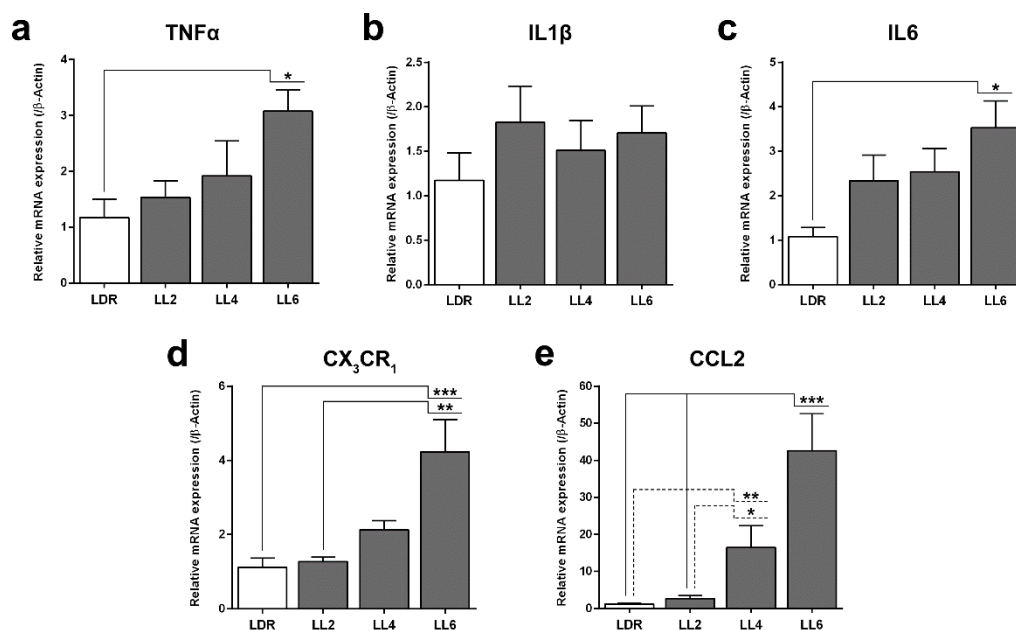 a
TNFα
Relative mRNA expression (/β-Actin)
4
3
2
1
0
*
LDR LL2 LL4 LL6
b
IL1β
Relative mRNA expression (/β-Actin)
2.5
2.0
1.5
1.0
0.5
0.0
LDR LL2 LL4 LL6
c
IL6
Relative mRNA expression (/β-Actin)
5
4
3
2
1
0
*
LDR LL2 LL4 LL6
d
CX₃CR₁
Relative mRNA expression (/β-Actin)
6
4
2
0
***
**
LDR LL2 LL4 LL6
e
CCL2
Relative mRNA expression (/β-Actin)
60
50
40
30
20
10
0
***
**
*
LDR LL2 LL4 LL6